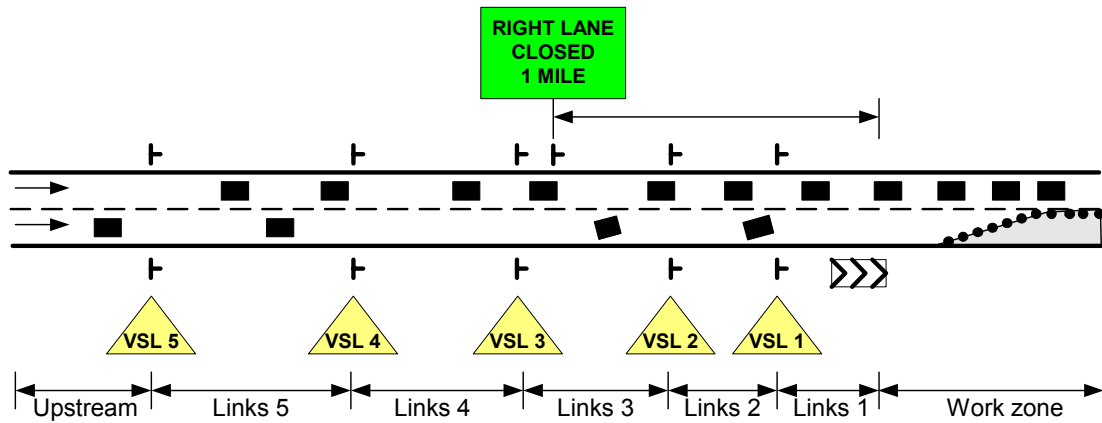 RIGHT LANE
CLOSED
1 MILE
VSL 5
VSL 4
VSL 3
VSL 2
VSL 1
Upstream
Links 5
Links 4
Links 3
Links 2
Links 1
Work zone